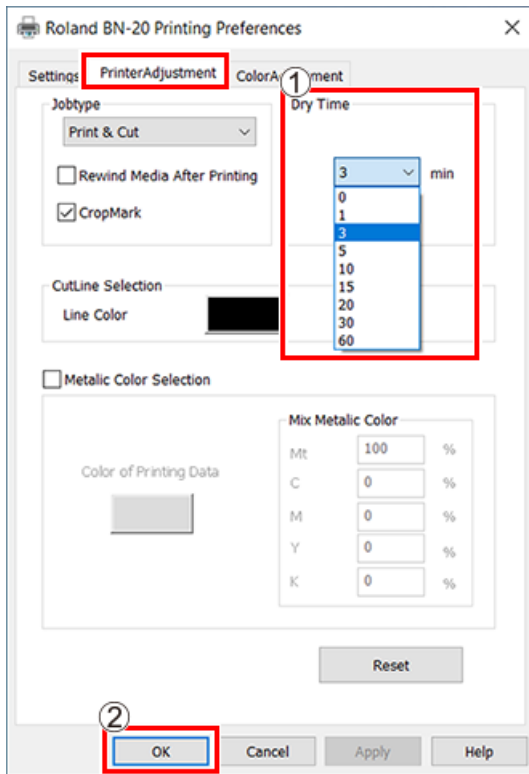 Roland BN-20 Printing Preferences
Settings PrinterAdjustment
①
Jobtype
Print & Cut
Rewind Media After Printing
CropMark
Dry Time
3 min
0
1
3
5
10
15
20
30
60
CutLine Selection
Line Color
Metalic Color Selection
Color of Printing Data
Mix Metalic Color
Mt 100 %
C 0 %
M 0 %
Y 0 %
K 0 %
Reset
②
OK Cancel Apply Help